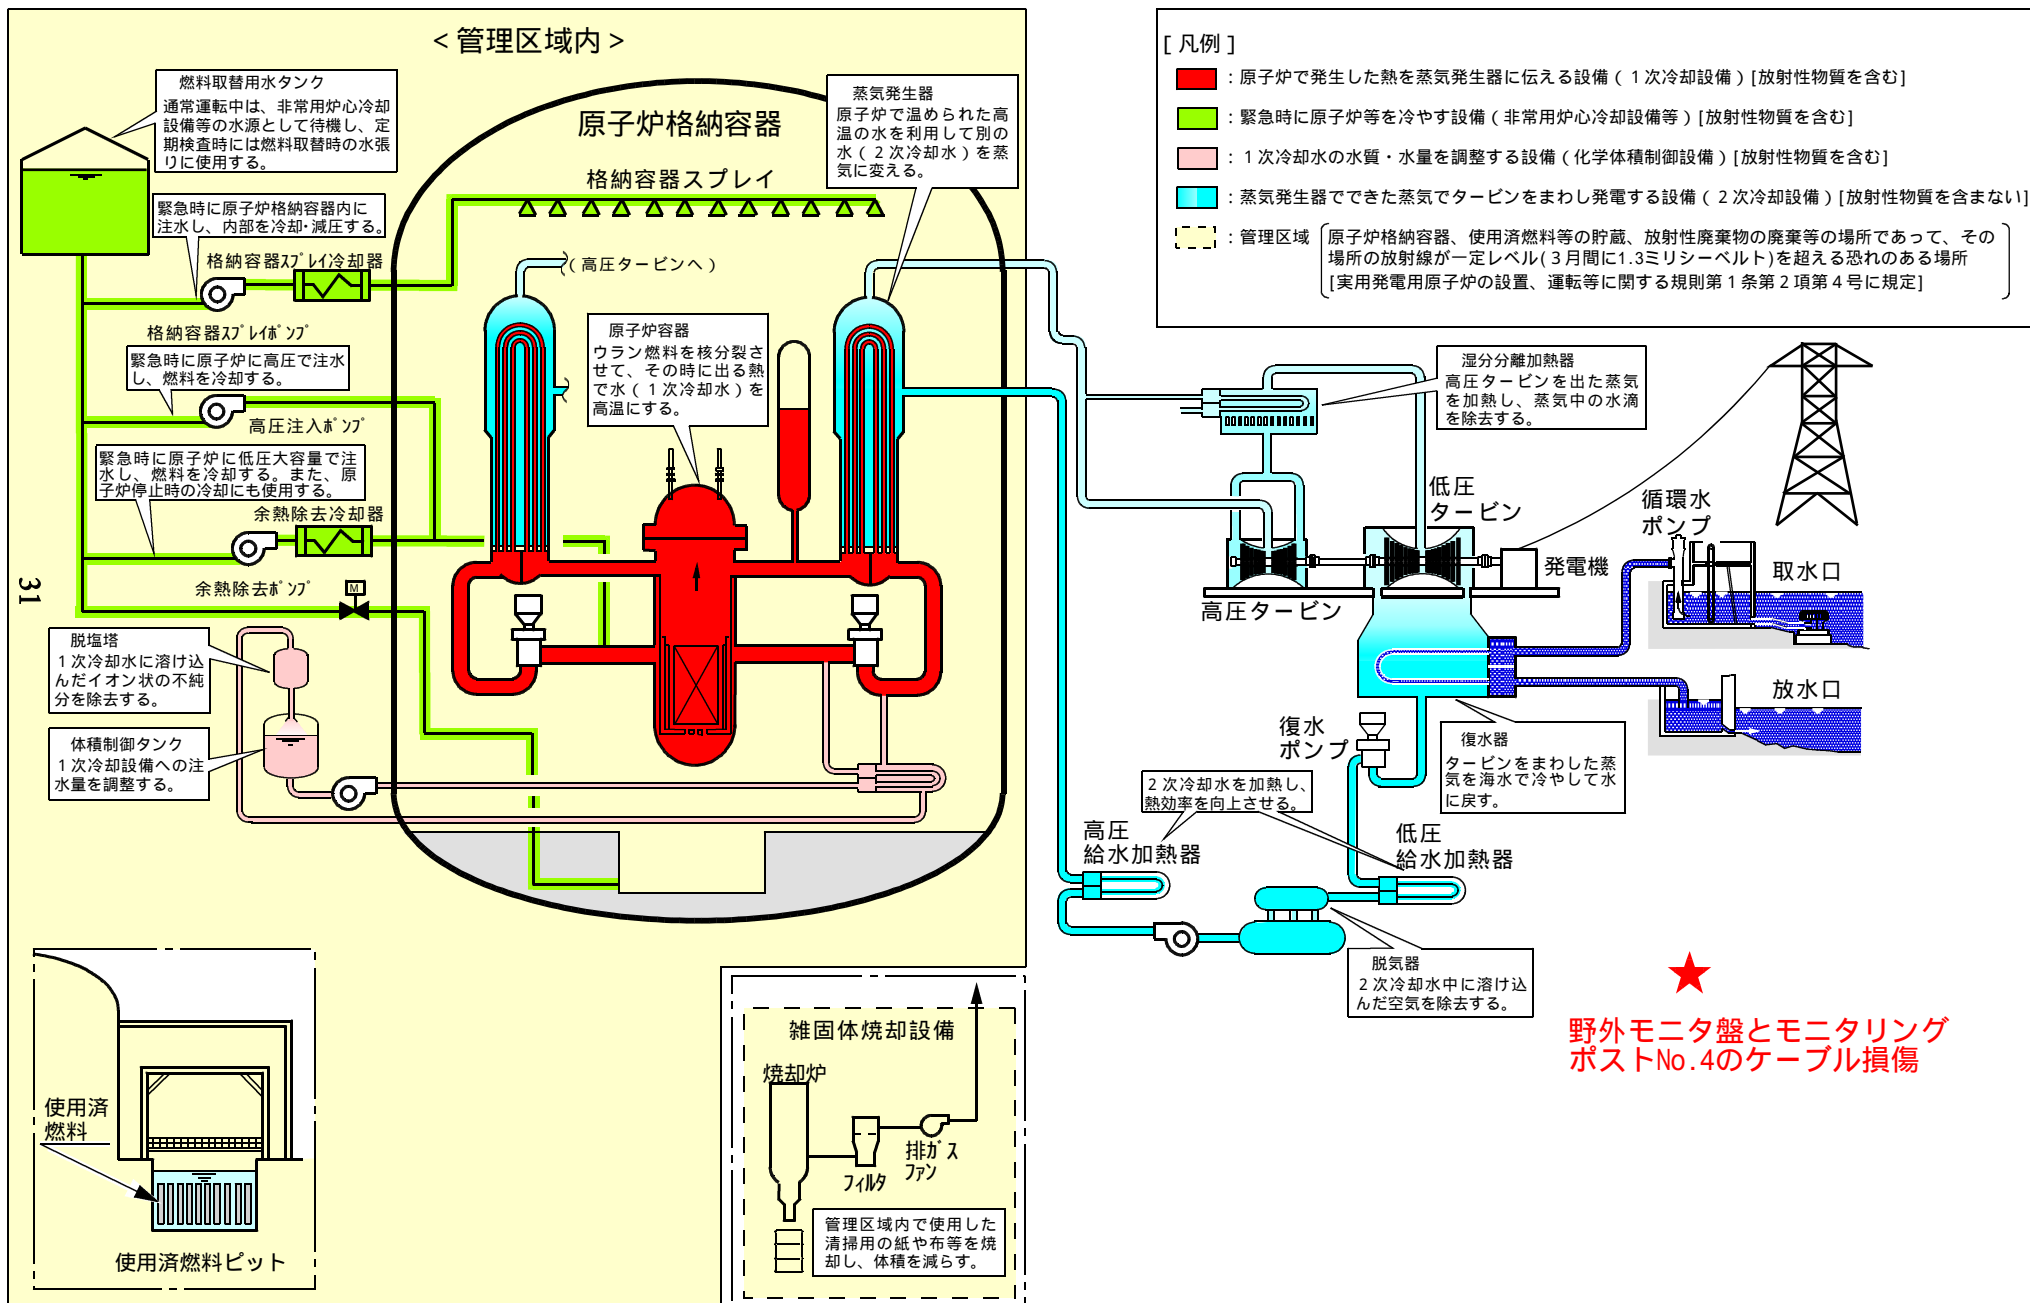 ＜管理区域内＞
燃料取替用水タンク
通常運転中は、非常用炉心冷却
設備等の水源として待機し、定
期検査時には燃料取替時の水張
りに使用する。
緊急時に原子炉格納容器内に
注水し、内部を冷却･減圧する。
格納容器ｽﾌﾟﾚｲ冷却器
格納容器ｽﾌﾟﾚｲﾎﾟﾝﾌﾟ
緊急時に原子炉に高圧で注水
し、燃料を冷却する。
高圧注入ﾎﾟﾝﾌﾟ
緊急時に原子炉に低圧大容量で注
水し、燃料を冷却する。また、原
子炉停止時の冷却にも使用する。
余熱除去冷却器
余熱除去ﾎﾟﾝﾌﾟ
M
31
脱塩塔
１次冷却水に溶け込
んだイオン状の不純
分を除去する。
体積制御タンク
１次冷却設備への注
水量を調整する。
原子炉格納容器
格納容器スプレイ
（高圧タービンへ）
蒸気発生器
原子炉で温められた高
温の水を利用して別の
水（２次冷却水）を蒸
気に変える。
原子炉容器
ウラン燃料を核分裂さ
せて、その時に出る熱
で水（１次冷却水）を
高温にする。
[ 凡例 ]
：原子炉で発生した熱を蒸気発生器に伝える設備（１次冷却設備）[放射性物質を含む]
：緊急時に原子炉等を冷やす設備（非常用炉心冷却設備等）[放射性物質を含む]
：１次冷却水の水質・水量を調整する設備（化学体積制御設備）[放射性物質を含む]
：蒸気発生器でできた蒸気でタービンをまわし発電する設備（２次冷却設備）[放射性物質を含まない]
：管理区域
原子炉格納容器、使用済燃料等の貯蔵、放射性廃棄物の廃棄等の場所であって、その
場所の放射線が一定レベル(３月間に1.3ミリシーベルト)を超える恐れのある場所
[実用発電用原子炉の設置、運転等に関する規則第１条第２項第４号に規定]
湿分分離加熱器
高圧タービンを出た蒸気
を加熱し、蒸気中の水滴
を除去する。
低圧
タービン
高圧タービン
発電機
循環水
ポンプ
取水口
放水口
復水
ポンプ
復水器
タービンをまわした蒸
気を海水で冷やして水
に戻す。
２次冷却水を加熱し、
熱効率を向上させる。
高圧
給水加熱器
低圧
給水加熱器
脱気器
２次冷却水中に溶け込
んだ空気を除去する。
★
野外モニタ盤とモニタリング
ポストNo.4のケーブル損傷
使用済
燃料
使用済燃料ピット
雑固体焼却設備
焼却炉
フィルタ
排ｶﾞｽ
ﾌｧﾝ
管理区域内で使用した
清掃用の紙や布等を焼
却し、体積を減らす。